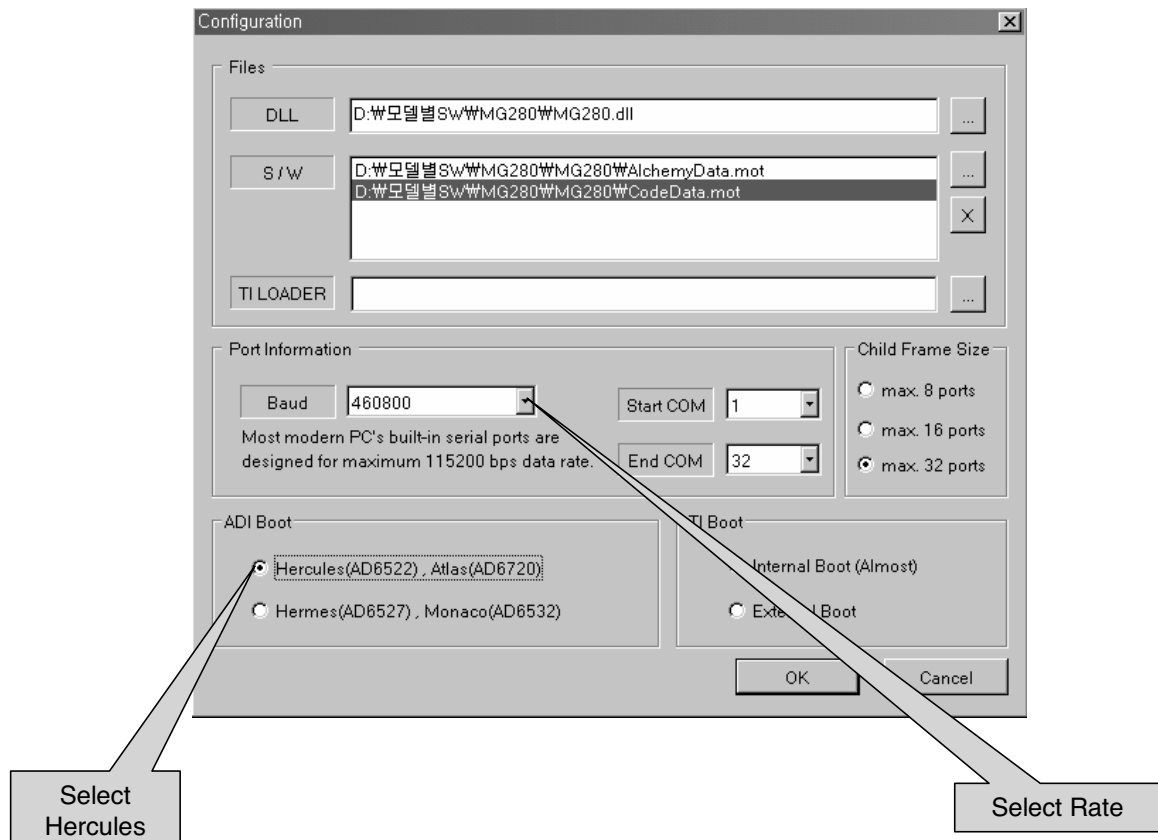 Configuration
Files
DLL
D:₩모델별SW₩MG280₩MG280.dll
...
S / W
D:₩모델별SW₩MG280₩MG280₩AlchemyData.mot
D:₩모델별SW₩MG280₩MG280₩CodeData.mot
...
X
TI LOADER
...
Port Information
Baud
460800
Most modern PC's built-in serial ports are
designed for maximum 115200 bps data rate.
Start COM
1
End COM
32
Child Frame Size
max. 8 ports
max. 16 ports
max. 32 ports
ADI Boot
Hercules(AD6522) , Atlas(AD6720)
Hermes(AD6527) , Monaco(AD6532)
TI Boot
Internal Boot (Almost)
External Boot
OK
Cancel
Select
Hercules
Select Rate